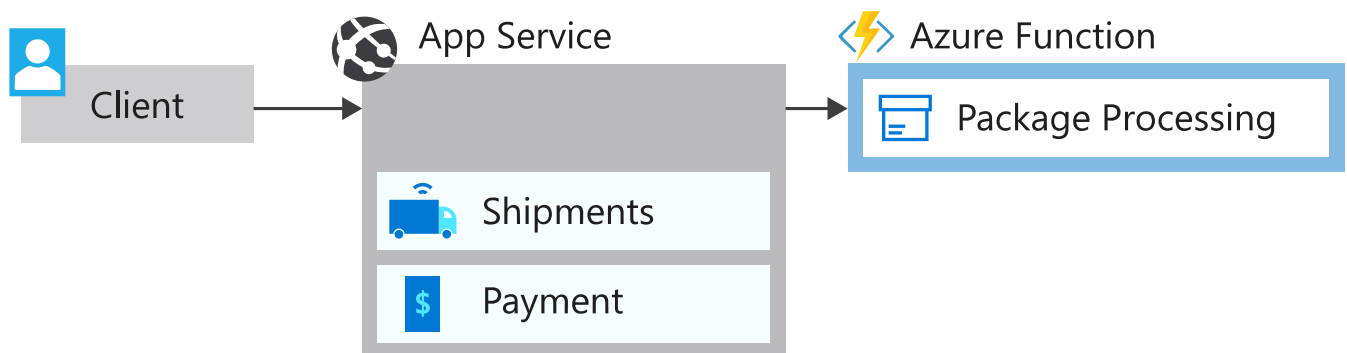 App Service
Azure Function
Client
Package Processing
Shipments
$
Payment